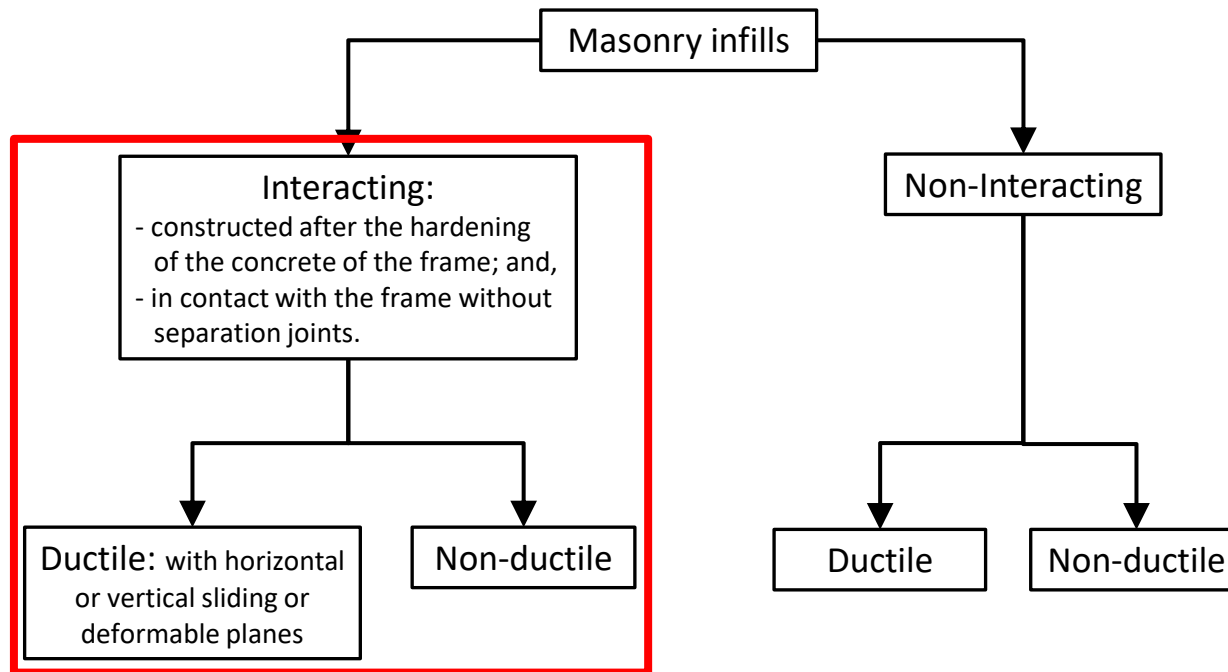 Masonry infills
Interacting:
- constructed after the hardening
of the concrete of the frame; and,
- in contact with the frame without
separation joints.
Non-Interacting
Ductile: with horizontal
or vertical sliding or
deformable planes
Non-ductile
Ductile
Non-ductile